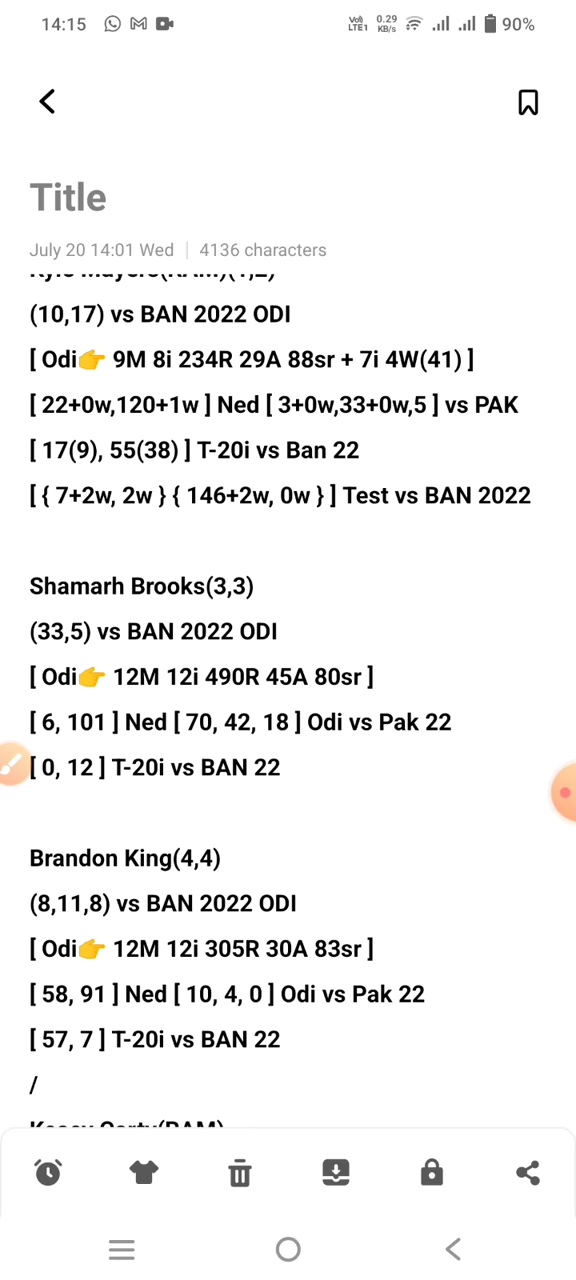 14:15
Vo) LTE1 0.29 KB/s 90%
Title
July 20 14:01 Wed | 4136 characters
(10,17) vs BAN 2022 ODI
[ Odi👉 9M 8i 234R 29A 88sr + 7i 4W(41) ]
[ 22+0w,120+1w ] Ned [ 3+0w,33+0w,5 ] vs PAK
[ 17(9), 55(38) ] T-20i vs Ban 22
[ { 7+2w, 2w } { 146+2w, 0w } ] Test vs BAN 2022
Shamarh Brooks(3,3)
(33,5) vs BAN 2022 ODI
[ Odi👉 12M 12i 490R 45A 80sr ]
[ 6, 101 ] Ned [ 70, 42, 18 ] Odi vs Pak 22
[ 0, 12 ] T-20i vs BAN 22
Brandon King(4,4)
(8,11,8) vs BAN 2022 ODI
[ Odi👉 12M 12i 305R 30A 83sr ]
[ 58, 91 ] Ned [ 10, 4, 0 ] Odi vs Pak 22
[ 57, 7 ] T-20i vs BAN 22
/